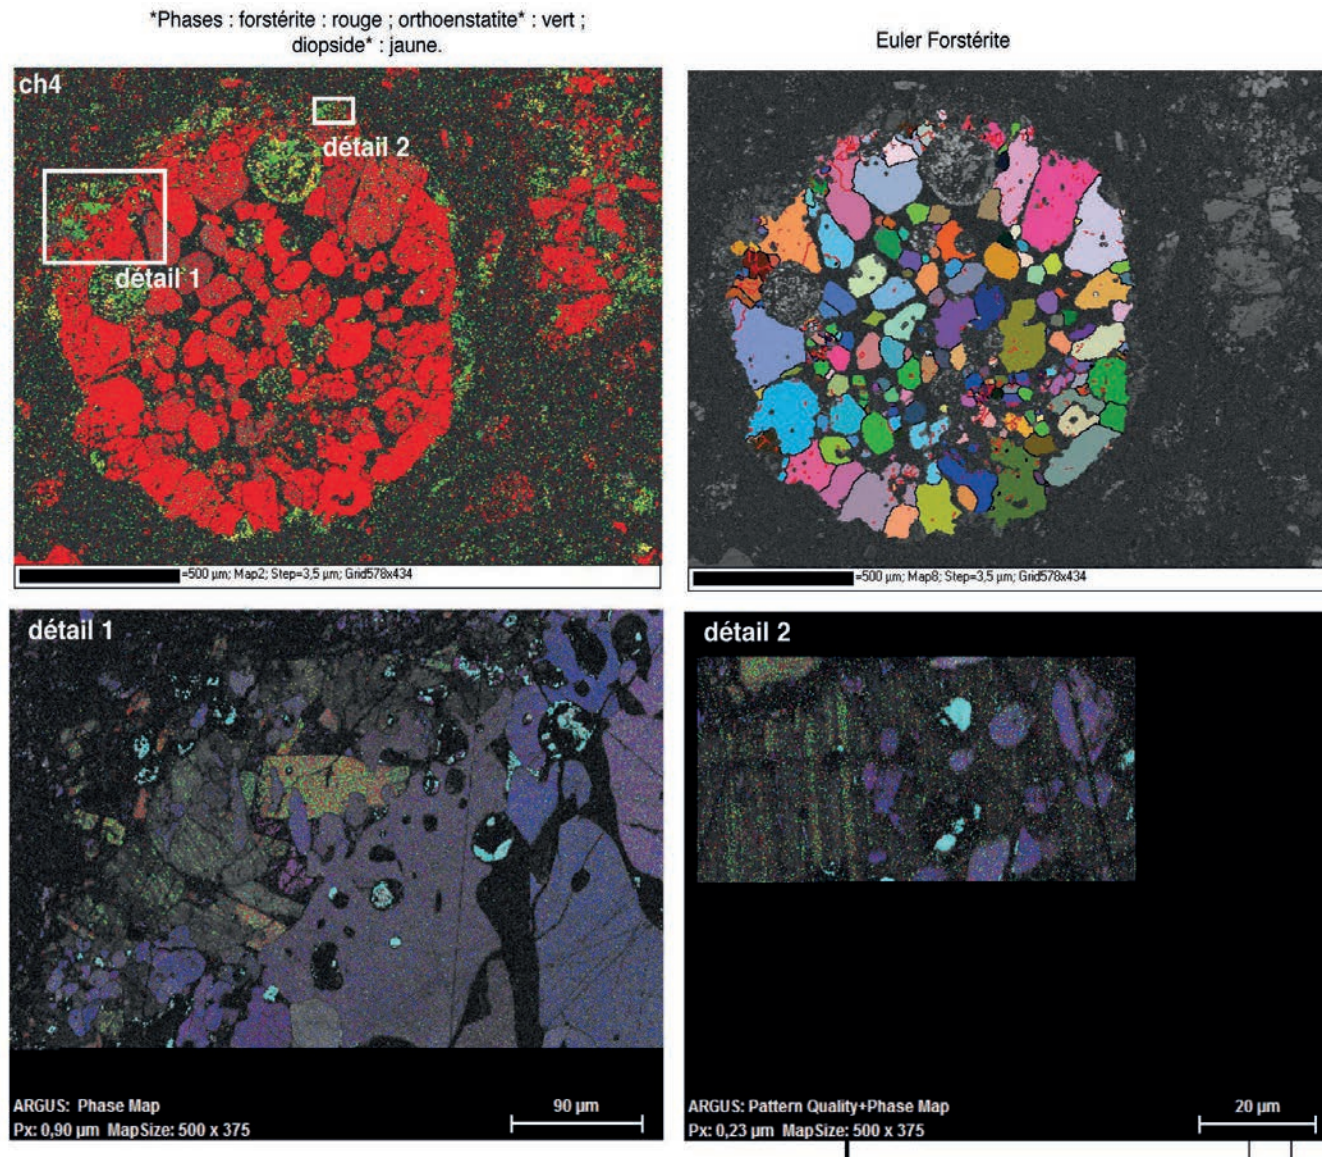 *Phases : forstérite : rouge ; orthoenstatite* : vert ;
diopside* : jaune.
Euler Forstérite
ch4
détail 2
détail 1
=500 µm; Map2; Step=3,5 µm; Grid578x434
=500 µm; Map8; Step=3,5 µm; Grid578x434
détail 1
détail 2
ARGUS: Phase Map
90 µm
Px: 0,90 µm MapSize: 500 x 375
ARGUS: Pattern Quality+Phase Map
20 µm
Px: 0,23 µm MapSize: 500 x 375